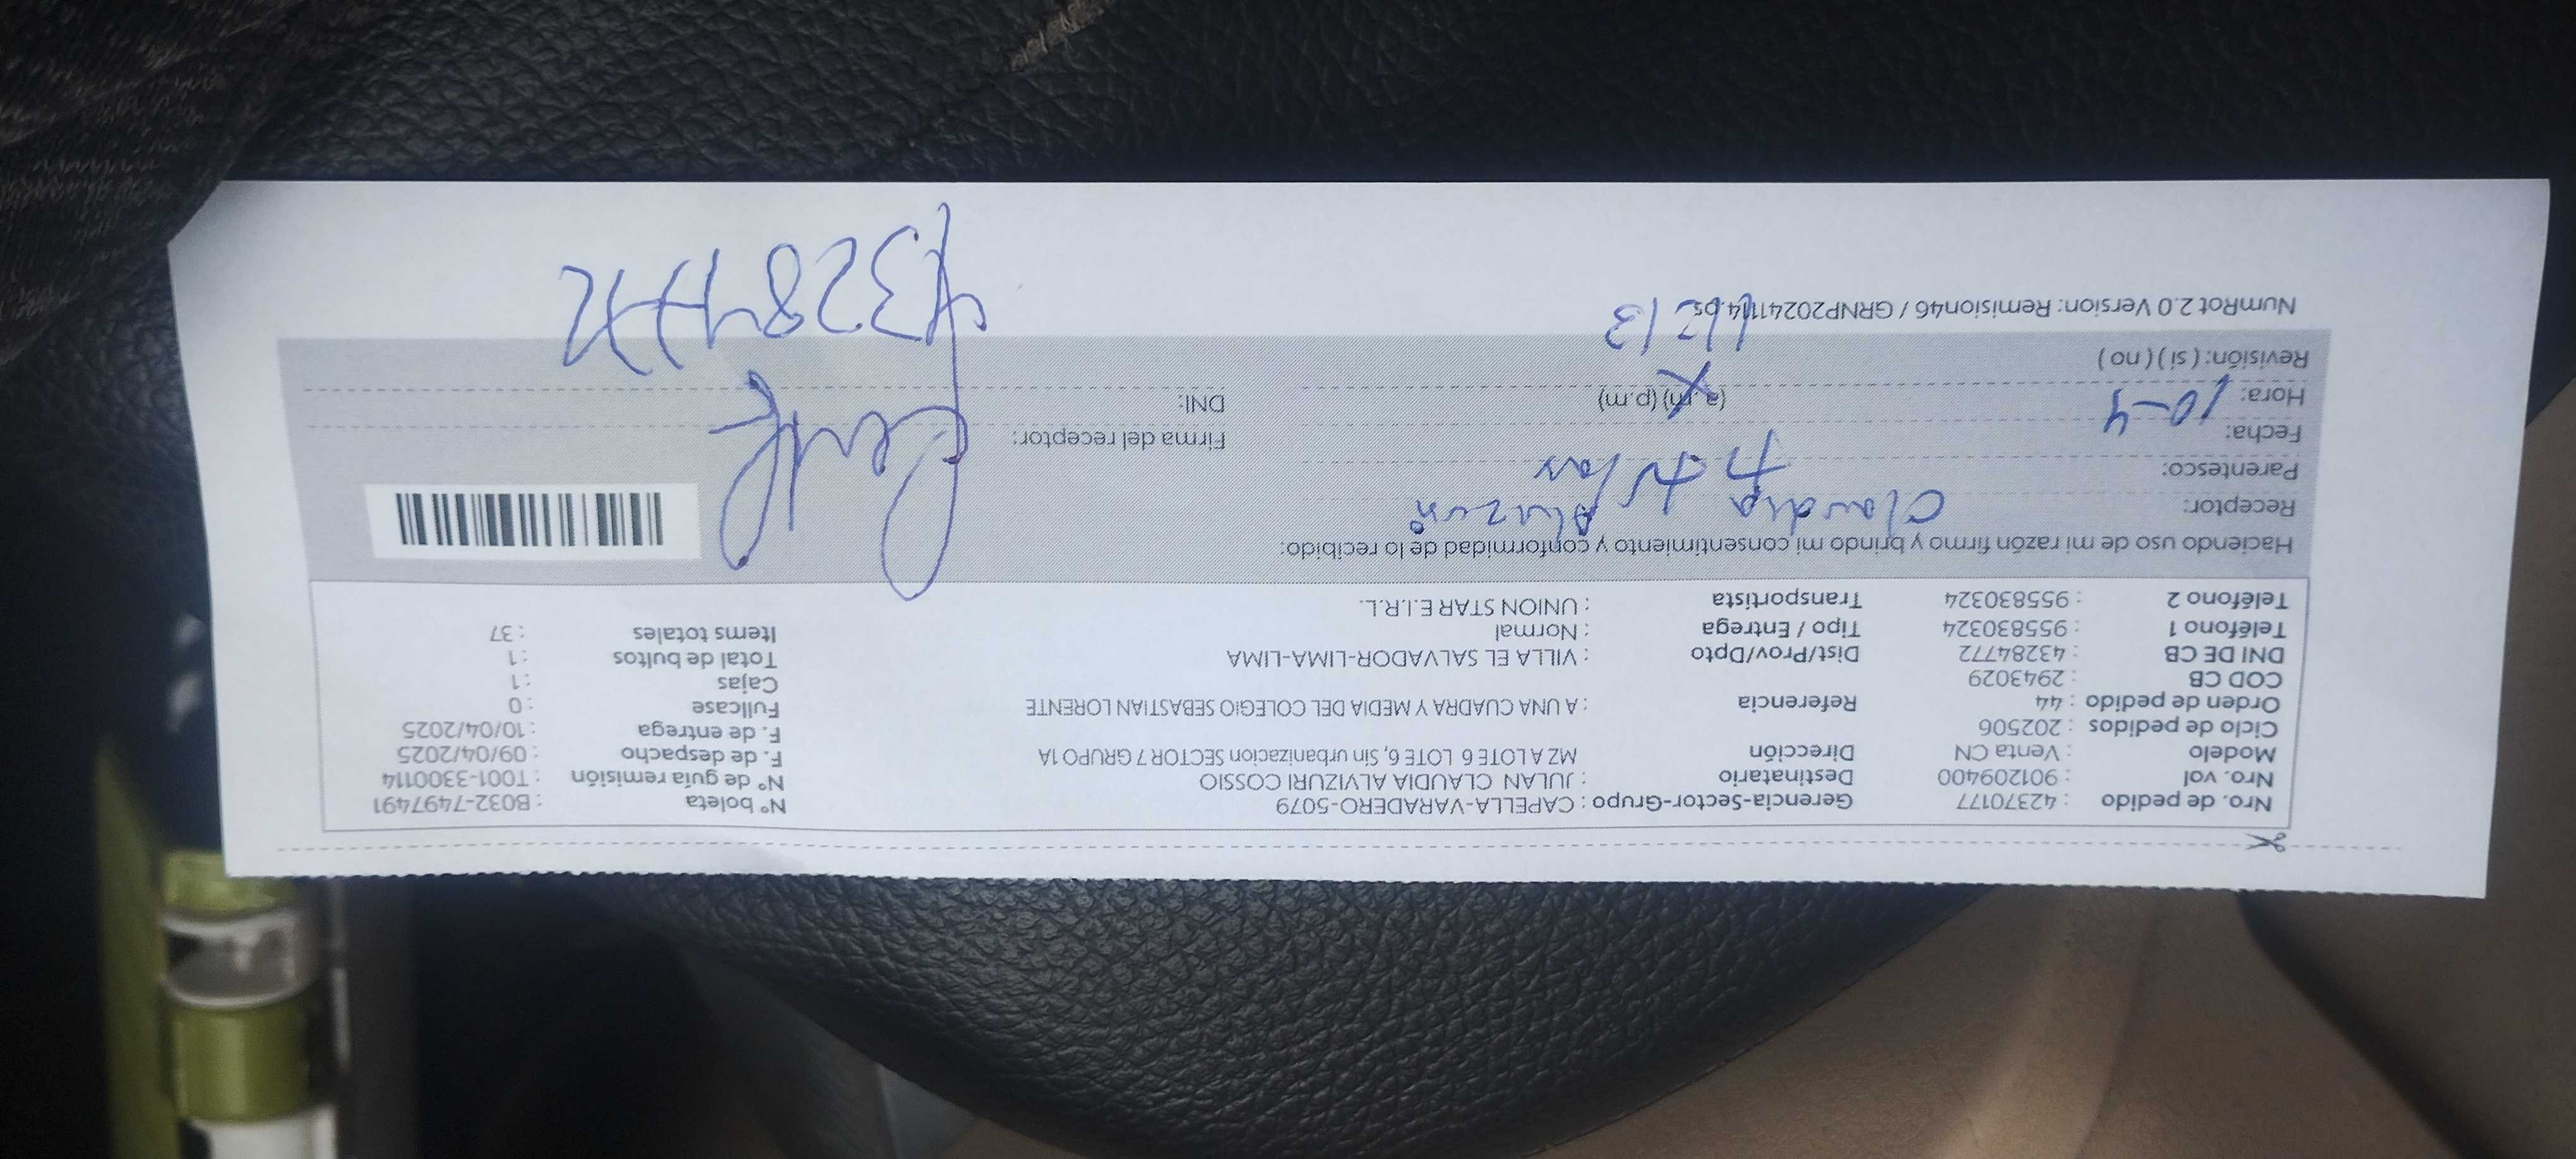 Nro. de pedido : 42370177 Gerencia-Sector-Grupo : CAPELLA-VARADERO-5079 N° boleta : B032-7497491
Nro. vol : 901209400 Destinatario : JULAN CLAUDIA ALVIZURI COSSIO N° de guía remisión : T001-3300114
Modelo : Venta CN Dirección MZ A LOTE 6 LOTE 6, Sin urbanizacion SECTOR 7 GRUPO 1A F. de despacho : 09/04/2025
Ciclo de pedidos : 202506 F. de entrega : 10/04/2025
Orden de pedido : 44 Referencia : A UNA CUADRA Y MEDIA DEL COLEGIO SEBASTIAN LORENTE Fullcase : 0
COD CB : 2943029 Cajas : 1
DNI DE CB : 43284772 Dist/Prov/Dpto : VILLA EL SALVADOR-LIMA-LIMA Total de bultos : 1
Teléfono 1 : 955830324 Tipo / Entrega : Normal Items totales : 37
Teléfono 2 : 955830324 Transportista : UNION STAR E.I.R.L.
Haciendo uso de mi razón firmo y brindo mi consentimiento y conformidad de lo recibido:
Receptor: Claudia
Parentesco: Titular
Fecha: 10-4 Firma del receptor:
Hora: (a.m) (p.m) DNI: 43284772
Revisión: ( si ) ( no )
NumRot 2.0 Version: Remision46 / GRNP20241114.ps